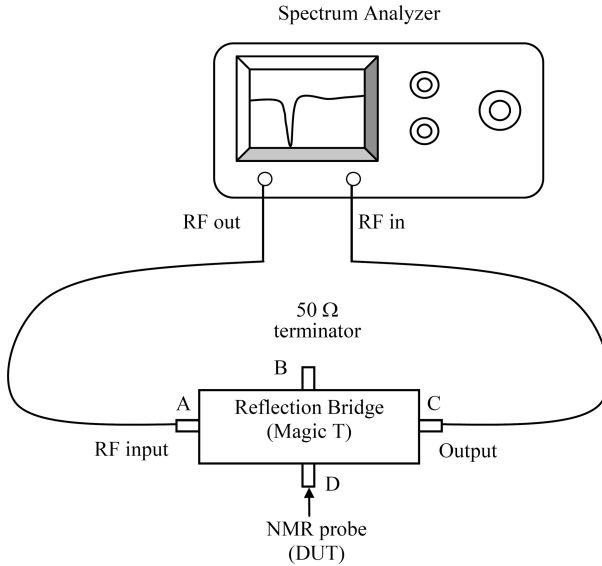 Spectrum Analyzer
RF out
RF in
50 Ω
terminator
B
A
Reflection Bridge
(Magic T)
C
RF input
Output
D
NMR probe
(DUT)